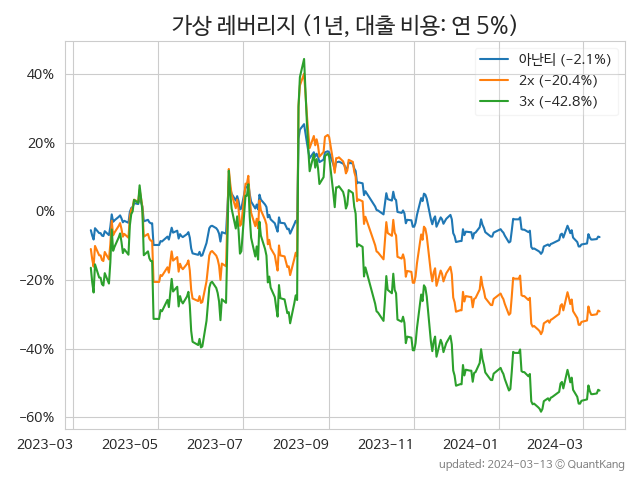 가상 레버리지 (1년, 대출 비용: 연 5%)
아난티 (−2.1%)
2x (−20.4%)
3x (−42.8%)
40%
20%
0%
−20%
−40%
−60%
2023-03 2023-05 2023-07 2023-09 2023-11 2024-01 2024-03
updated: 2024-03-13 ⓒ QuantKang